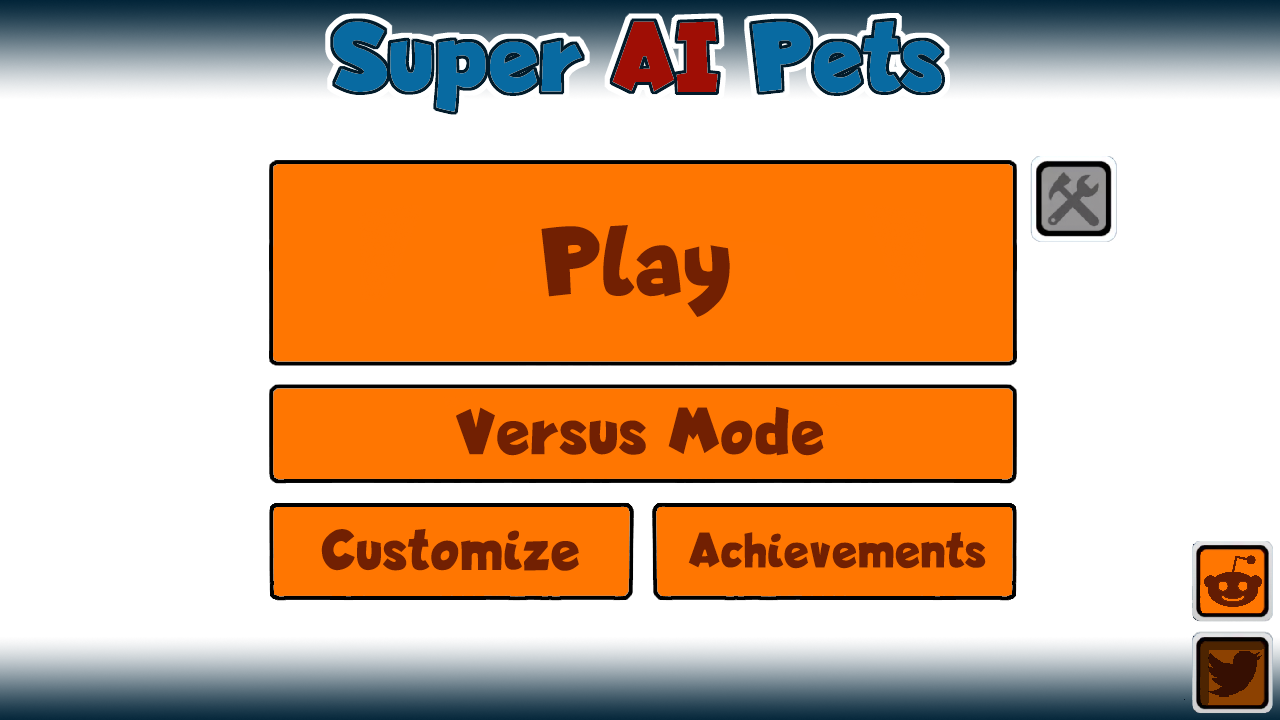 Super AI Pets
Play
Versus Mode
Customize
Achievements